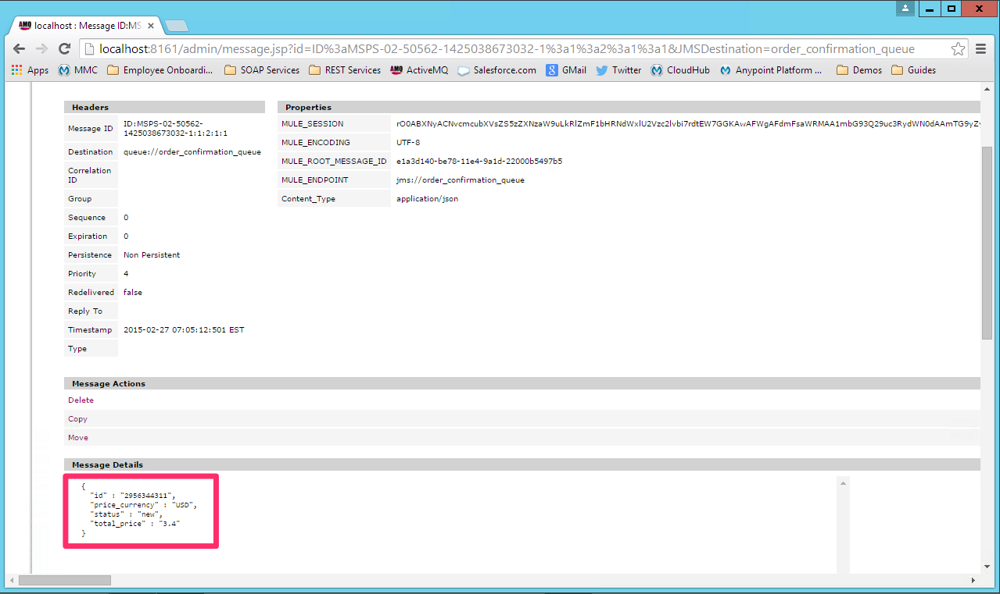 AMQ localhost : Message ID:MS
localhost:8161/admin/message.jsp?id=ID%3aMSPS-02-50562-1425038673032-1%3a1%3a2%3a1%3a1&JMSDestination=order_confirmation_queue
Apps MMC Employee Onboardi... SOAP Services REST Services AMQ ActiveMQ Salesforce.com 8 GMail Twitter CloudHub Anypoint Platform ... Demos Guides
Headers
Message ID ID:MSPS-02-50562-
1425038673032-1:1:2:1:1
Destination queue://order_confirmation_queue
Correlation
ID
Group
Sequence 0
Expiration 0
Persistence Non Persistent
Priority 4
Redelivered false
Reply To
Timestamp 2015-02-27 07:05:12:501 EST
Type
Properties
MULE_SESSION
MULE_ENCODING UTF-8
MULE_ROOT_MESSAGE_ID e1a3d140-be78-11e4-9a1d-22000b5497b5
MULE_ENDPOINT jms://order_confirmation_queue
Content_Type application/json
Message Actions
Delete
Copy
Move
Message Details
{
"id" : "2956344311",
"price_currency" : "USD",
"status" : "new",
"total_price" : "3.4"
}